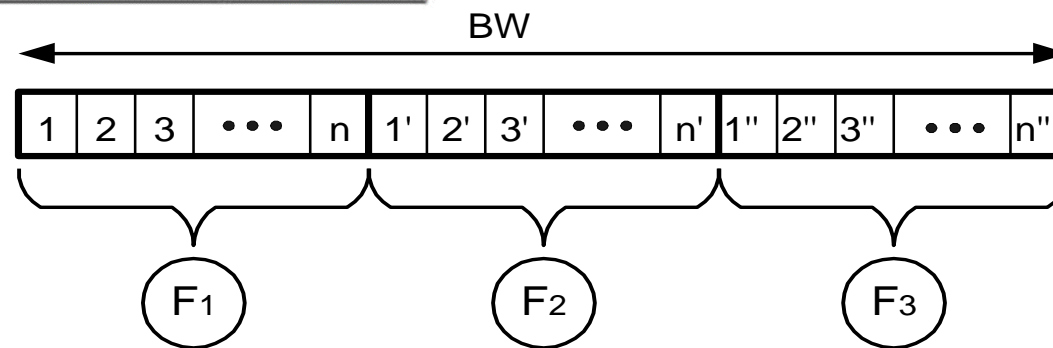 BW
1 2 3 ••• n 1' 2' 3' ••• n' 1" 2" 3" ••• n"
F1 F2 F3